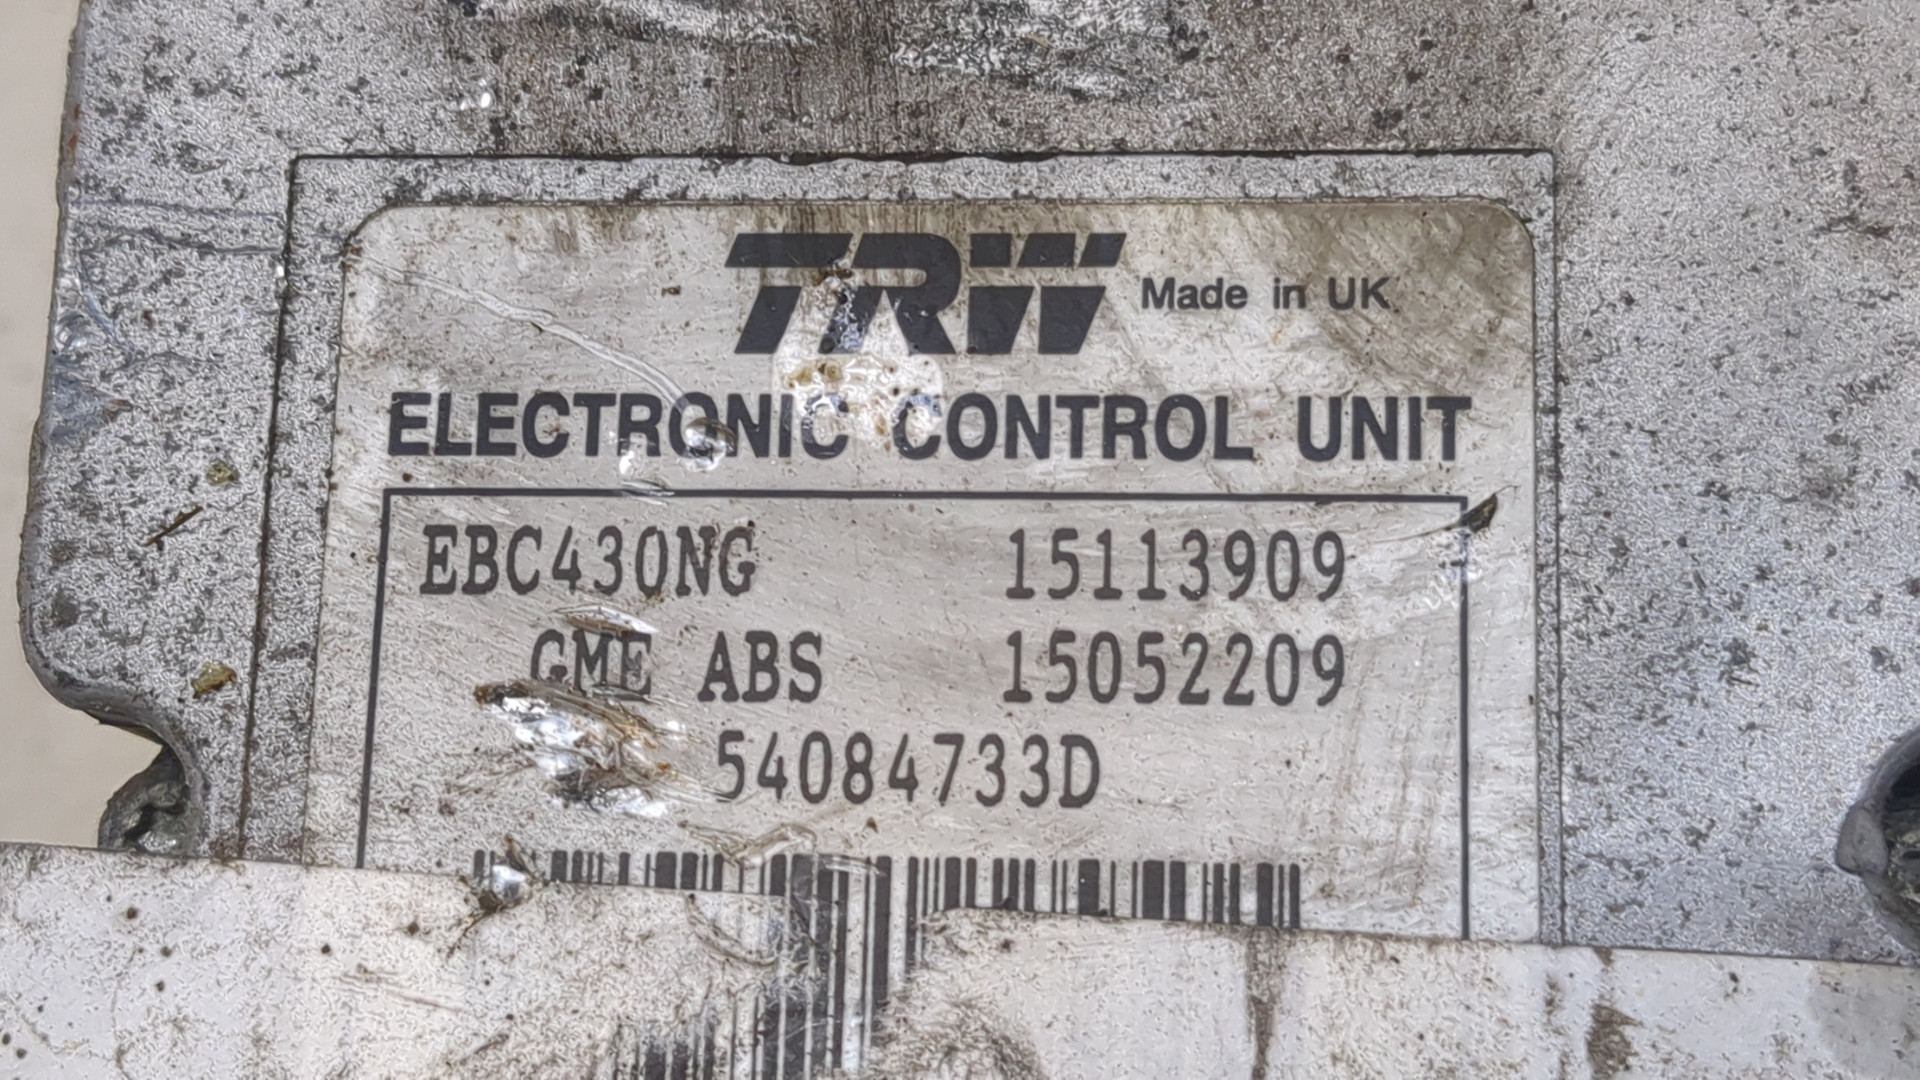 TRW Made in UK
ELECTRONIC CONTROL UNIT
EBC430NG 15113909
GME ABS 15052209
54084733D